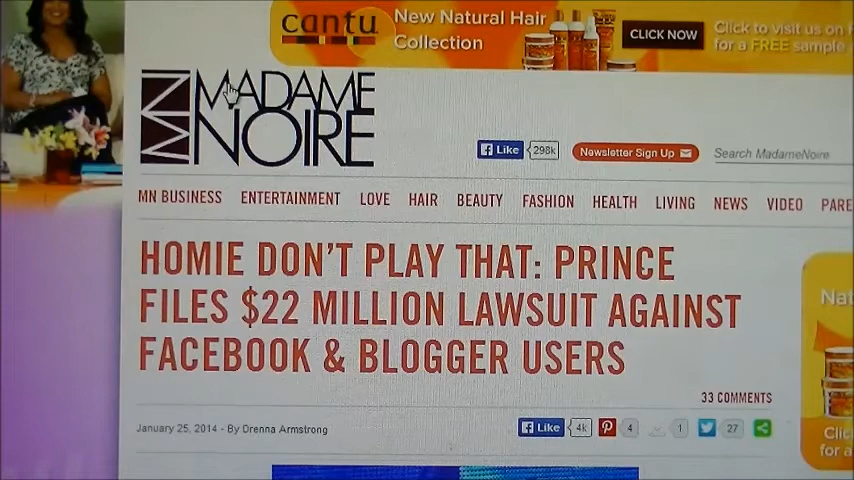 cantu
New Natural Hair
Collection
CLICK NOW
Click to visit us on
for a FREE sample
MADAME
NOIRE
Like
298k
Newsletter Sign Up
Search MadameNoire
MN BUSINESS ENTERTAINMENT LOVE HAIR BEAUTY FASHION HEALTH LIVING NEWS VIDEO PARE
HOMIE DON'T PLAY THAT: PRINCE
FILES $22 MILLION LAWSUIT AGAINST
FACEBOOK & BLOGGER USERS
33 COMMENTS
January 25, 2014 - By Drenna Armstrong
Like 4k 4 1 27
Nat
Clic
for a